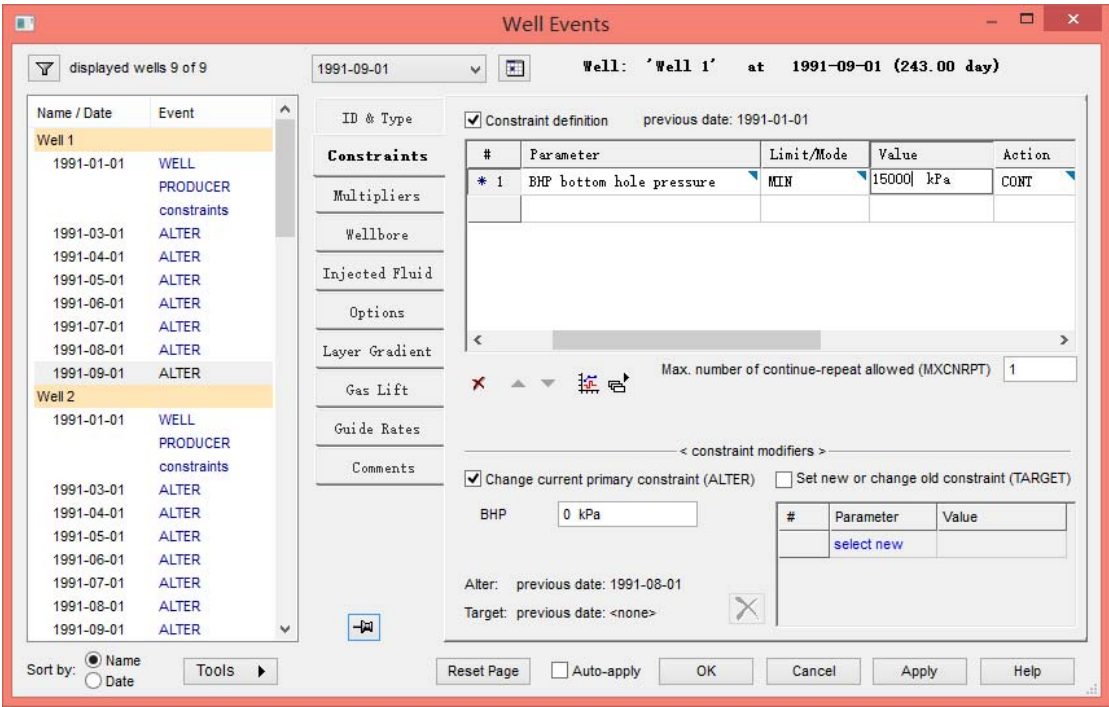 Well Events
displayed wells 9 of 9
1991-09-01
Well: 'Well 1' at 1991-09-01 (243.00 day)
Name / Date Event
Well 1
1991-01-01 WELL
PRODUCER
constraints
1991-03-01 ALTER
1991-04-01 ALTER
1991-05-01 ALTER
1991-06-01 ALTER
1991-07-01 ALTER
1991-08-01 ALTER
1991-09-01 ALTER
Well 2
1991-01-01 WELL
PRODUCER
constraints
1991-03-01 ALTER
1991-04-01 ALTER
1991-05-01 ALTER
1991-06-01 ALTER
1991-07-01 ALTER
1991-08-01 ALTER
1991-09-01 ALTER
Sort by: Name
Date
Tools
ID & Type
Constraints
Multipliers
Wellbore
Injected Fluid
Options
Layer Gradient
Gas Lift
Guide Rates
Comments
Constraint definition previous date: 1991-01-01
# Parameter Limit/Mode Value Action
* 1 BHP bottom hole pressure MIN 15000 kPa CONT
Max. number of continue-repeat allowed (MXCNRPT) 1
< constraint modifiers >
Change current primary constraint (ALTER)
Set new or change old constraint (TARGET)
BHP 0 kPa
# Parameter Value
select new
Alter: previous date: 1991-08-01
Target: previous date: <none>
Reset Page
Auto-apply
OK
Cancel
Apply
Help